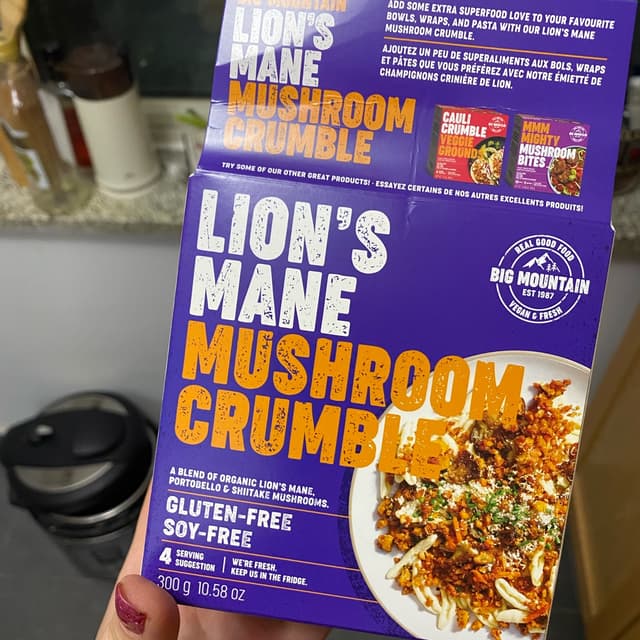 BIG MOUNTAIN
LION'S
MANE
MUSHROOM
CRUMBLE
ADD SOME EXTRA SUPERFOOD LOVE TO YOUR FAVOURITE
BOWLS, WRAPS, AND PASTA WITH OUR LION'S MANE
MUSHROOM CRUMBLE.
AJOUTEZ UN PEU DE SUPERALIMENTS AUX BOLS, WRAPS
ET PÂTES QUE VOUS PRÉFÉREZ AVEC NOTRE ÉMIETTÉ DE
CHAMPIGNONS CRINIÈRE DE LION.
CAULI
CRUMBLE
VEGGIE
GROUND
MMM
MIGHTY
MUSHROOM
BITES
TRY SOME OF OUR OTHER GREAT PRODUCTS! · ESSAYEZ CERTAINS DE NOS AUTRES EXCELLENTS PRODUITS!
LION'S
MANE
MUSHROOM
CRUMBLE
REAL GOOD FOOD
BIG MOUNTAIN
EST 1987
VEGAN & FRESH
A BLEND OF ORGANIC LION'S MANE,
PORTOBELLO & SHIITAKE MUSHROOMS.
GLUTEN-FREE
SOY-FREE
4 SERVING
SUGGESTION
WE'RE FRESH.
KEEP US IN THE FRIDGE.
300 g 10.58 OZ